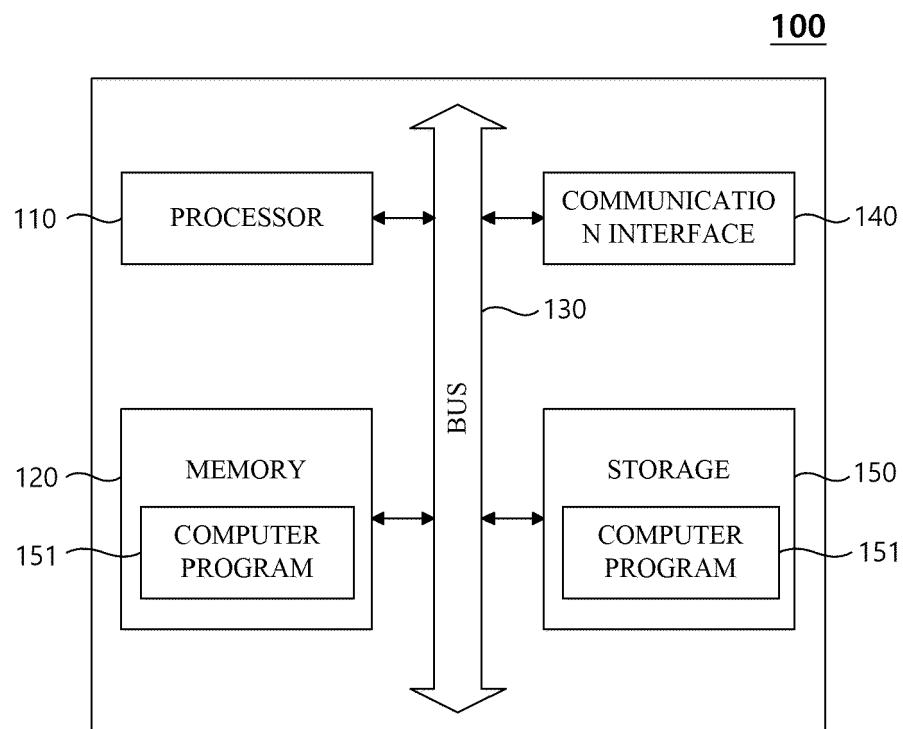 100
110
PROCESSOR
COMMUNICATIO
N INTERFACE
140
130
BUS
120
MEMORY
151
COMPUTER
PROGRAM
STORAGE
150
COMPUTER
PROGRAM
151